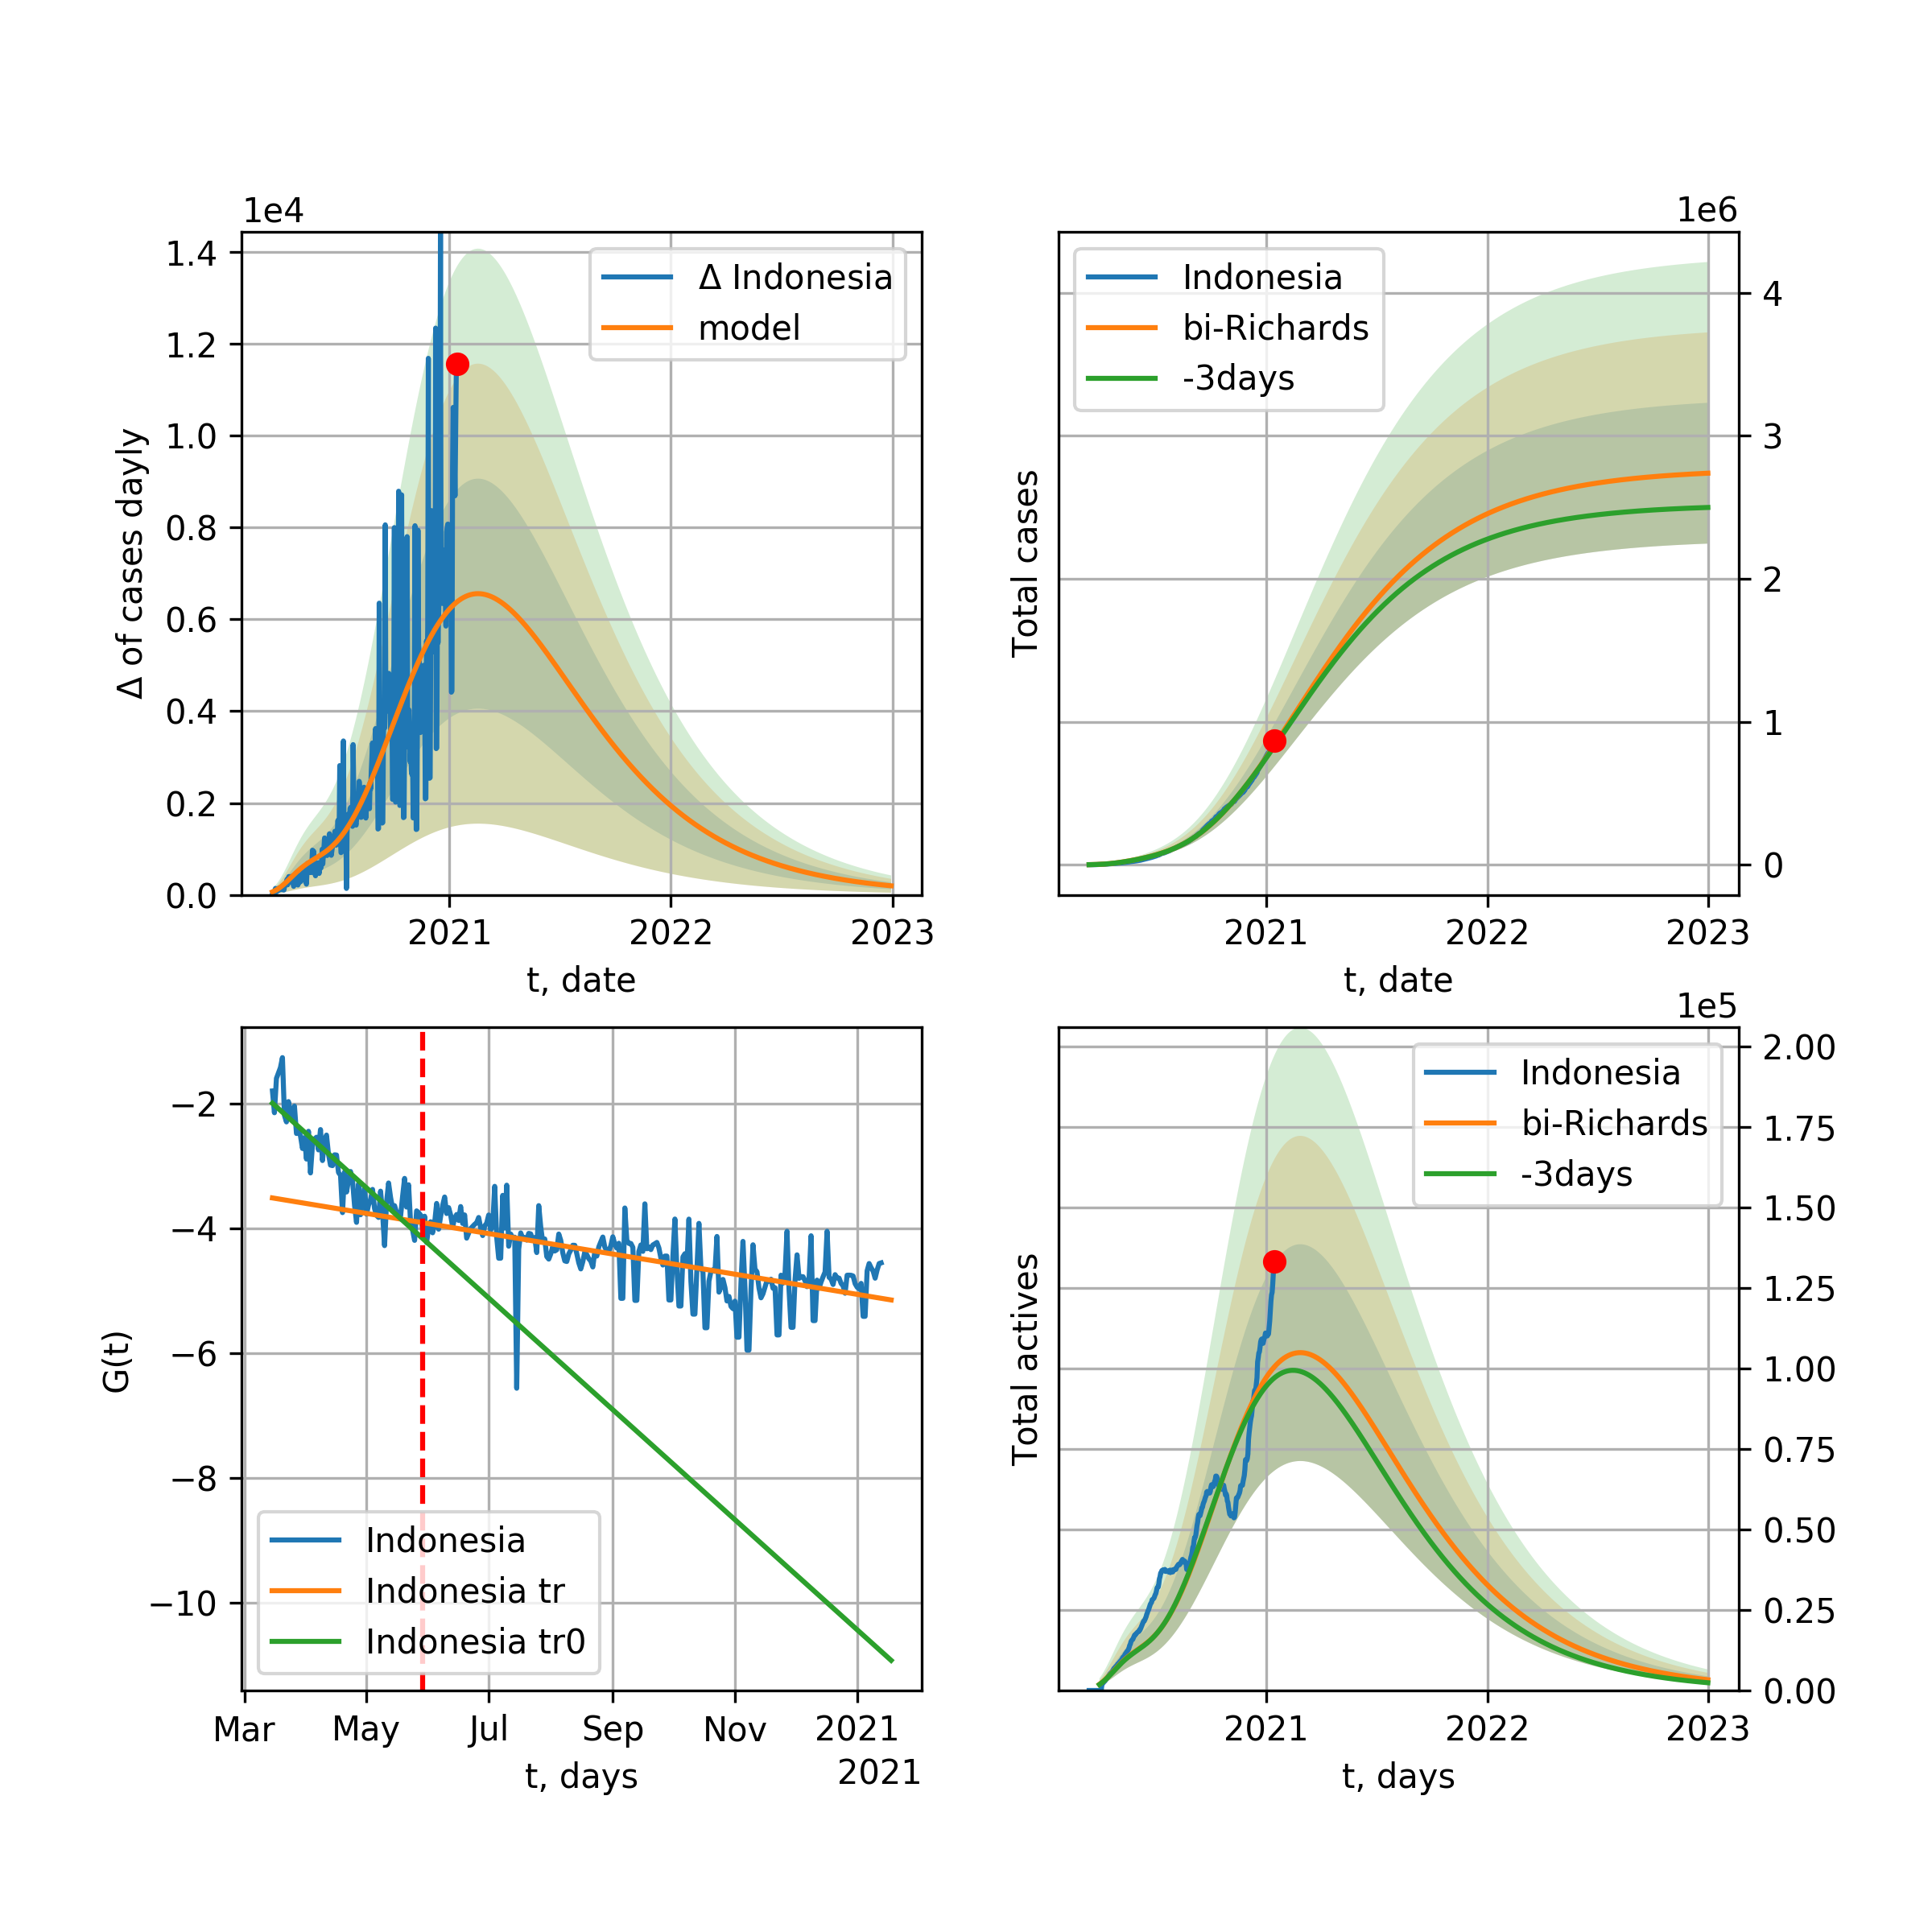 1e4
Δ of cases dayly
1.4
1.2
1.0
0.8
0.6
0.4
0.2
0.0
Δ Indonesia
model
2021 2022 2023
t, date
1e6
Total cases
Indonesia
bi-Richards
-3days
4
3
2
1
0
2021 2022 2023
t, date
G(t)
−2
−4
−6
−8
−10
Indonesia
Indonesia tr
Indonesia tr0
Mar May Jul Sep Nov 2021
2021
t, days
1e5
Total actives
Indonesia
bi-Richards
-3days
2.00
1.75
1.50
1.25
1.00
0.75
0.50
0.25
0.00
2021 2022 2023
t, days